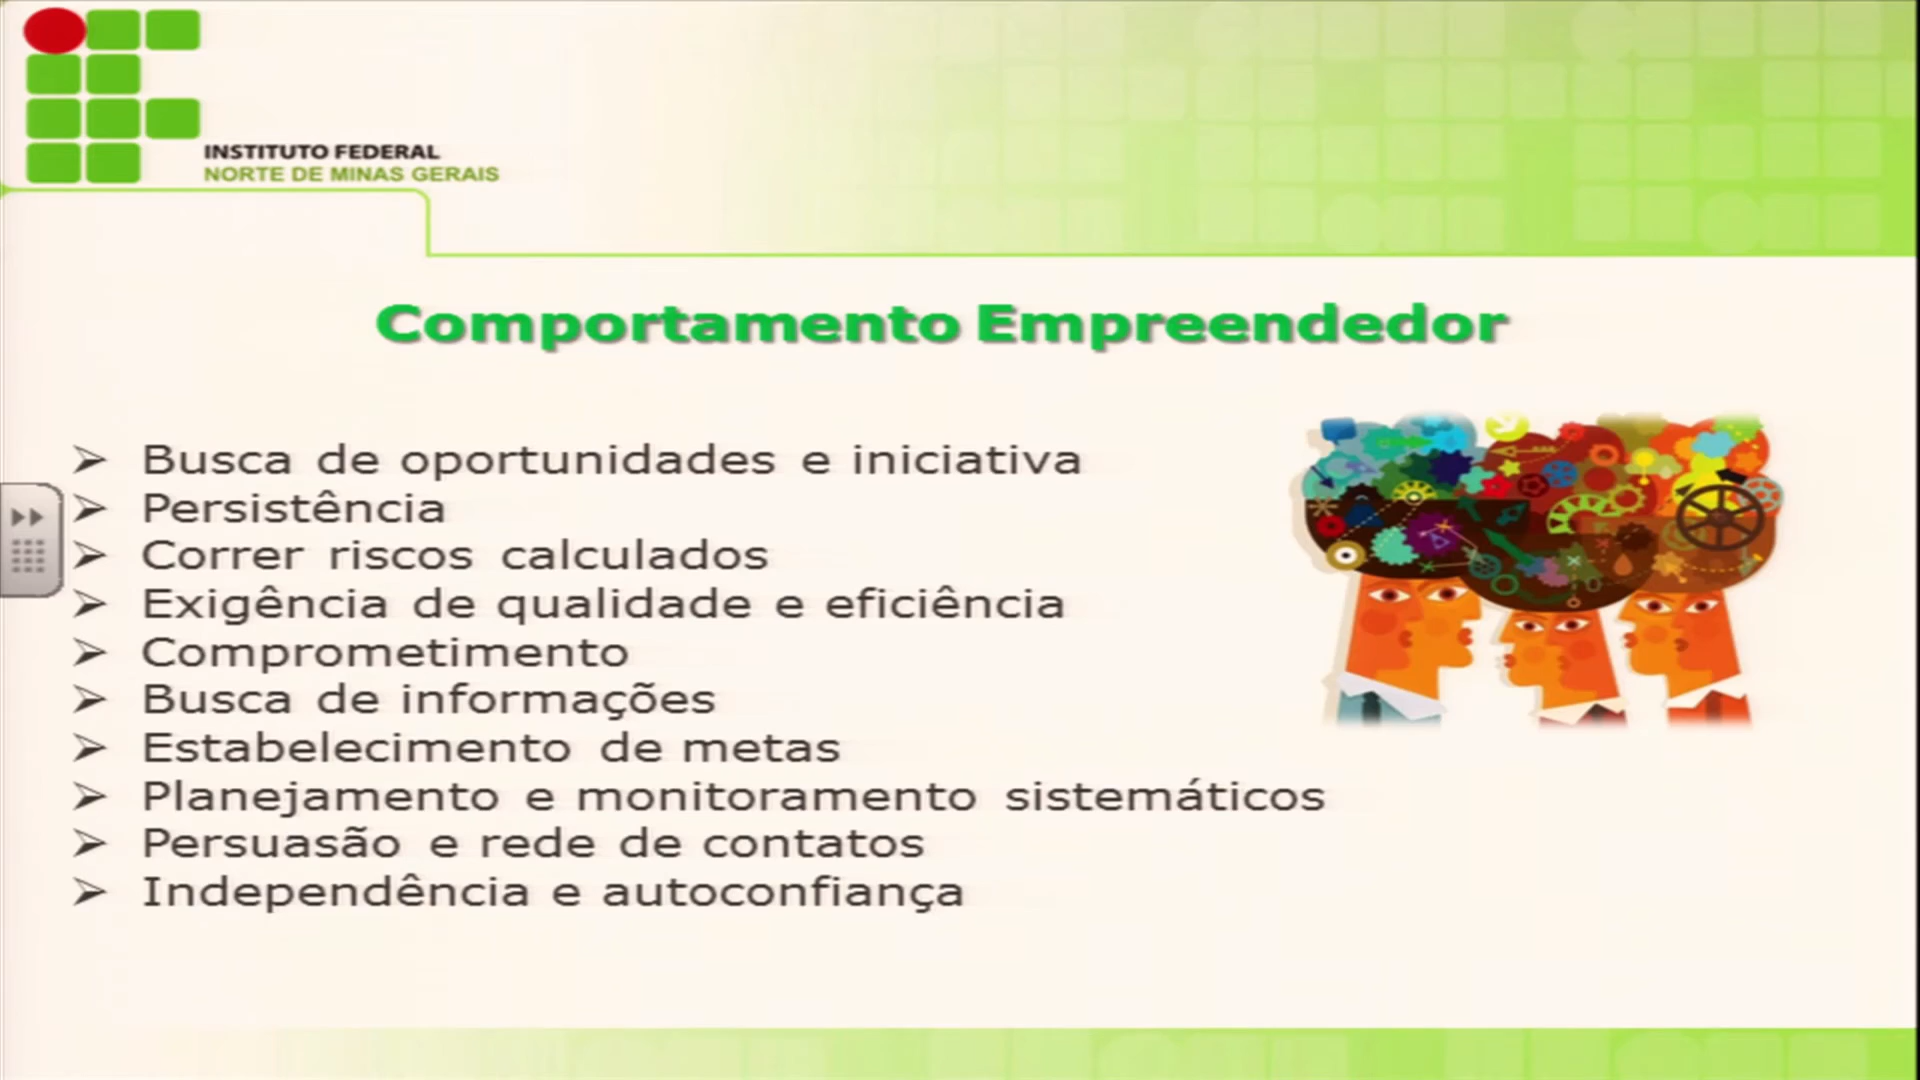 INSTITUTO FEDERAL
NORTE DE MINAS GERAIS
Comportamento Empreendedor
➢ Busca de oportunidades e iniciativa
➢ Persistência
➢ Correr riscos calculados
➢ Exigência de qualidade e eficiência
➢ Comprometimento
➢ Busca de informações
➢ Estabelecimento de metas
➢ Planejamento e monitoramento sistemáticos
➢ Persuasão e rede de contatos
➢ Independência e autoconfiança